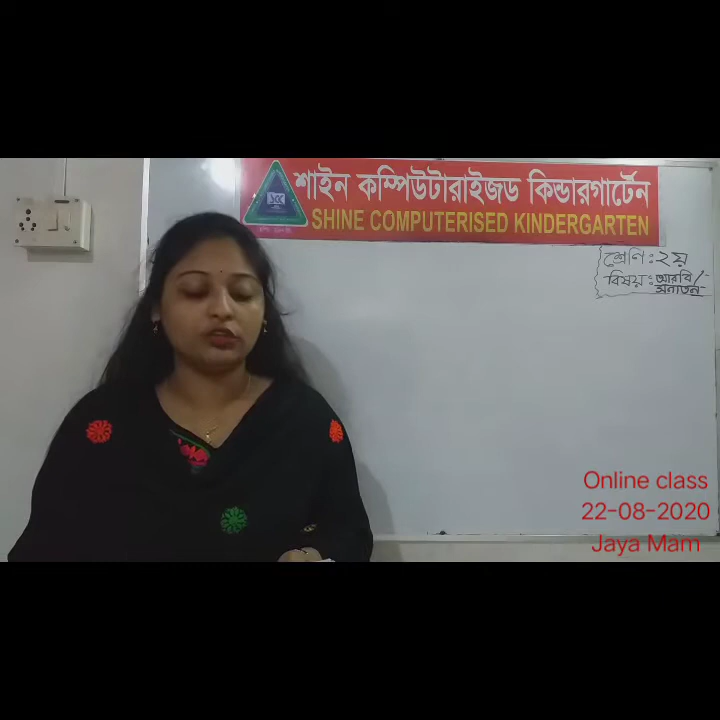 শাইন কম্পিউটারাইজড কিন্ডারগার্টেন
SHINE COMPUTERISED KINDERGARTEN
শ্রেণি: ২য়
বিষয়: আরবি/
সনাতন
Online class
22-08-2020
Jaya Mam